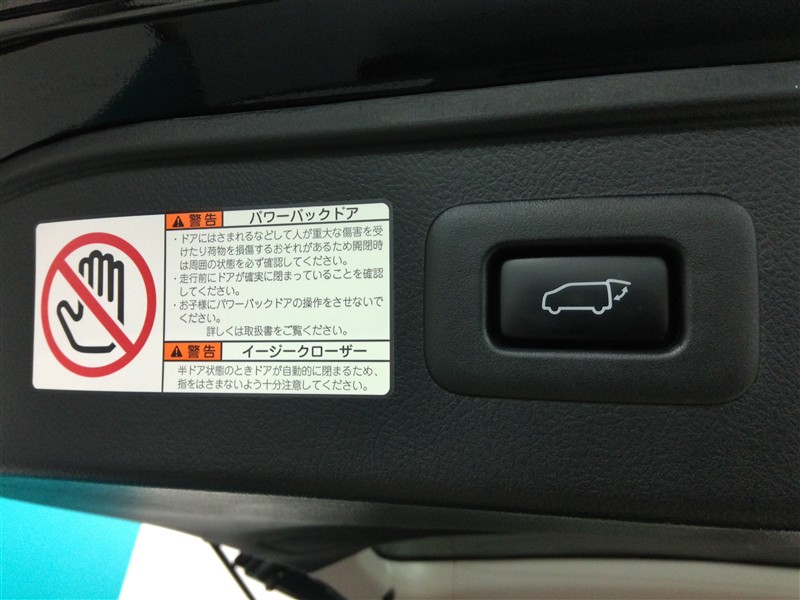 警告 パワーバックドア
・ドアにはさまれるなどして人が重大な傷害を受
けたり荷物を損傷するおそれがあるため開閉時
は周囲の状態を必ず確認してください。
・走行前にドアが確実に閉まっていることを確認
してください。
・お子様にパワーバックドアの操作をさせないで
ください。
詳しくは取扱書をご覧ください。
警告 イージークローザー
半ドア状態のときドアが自動的に閉まるため、
指をはさまないよう十分注意してください。